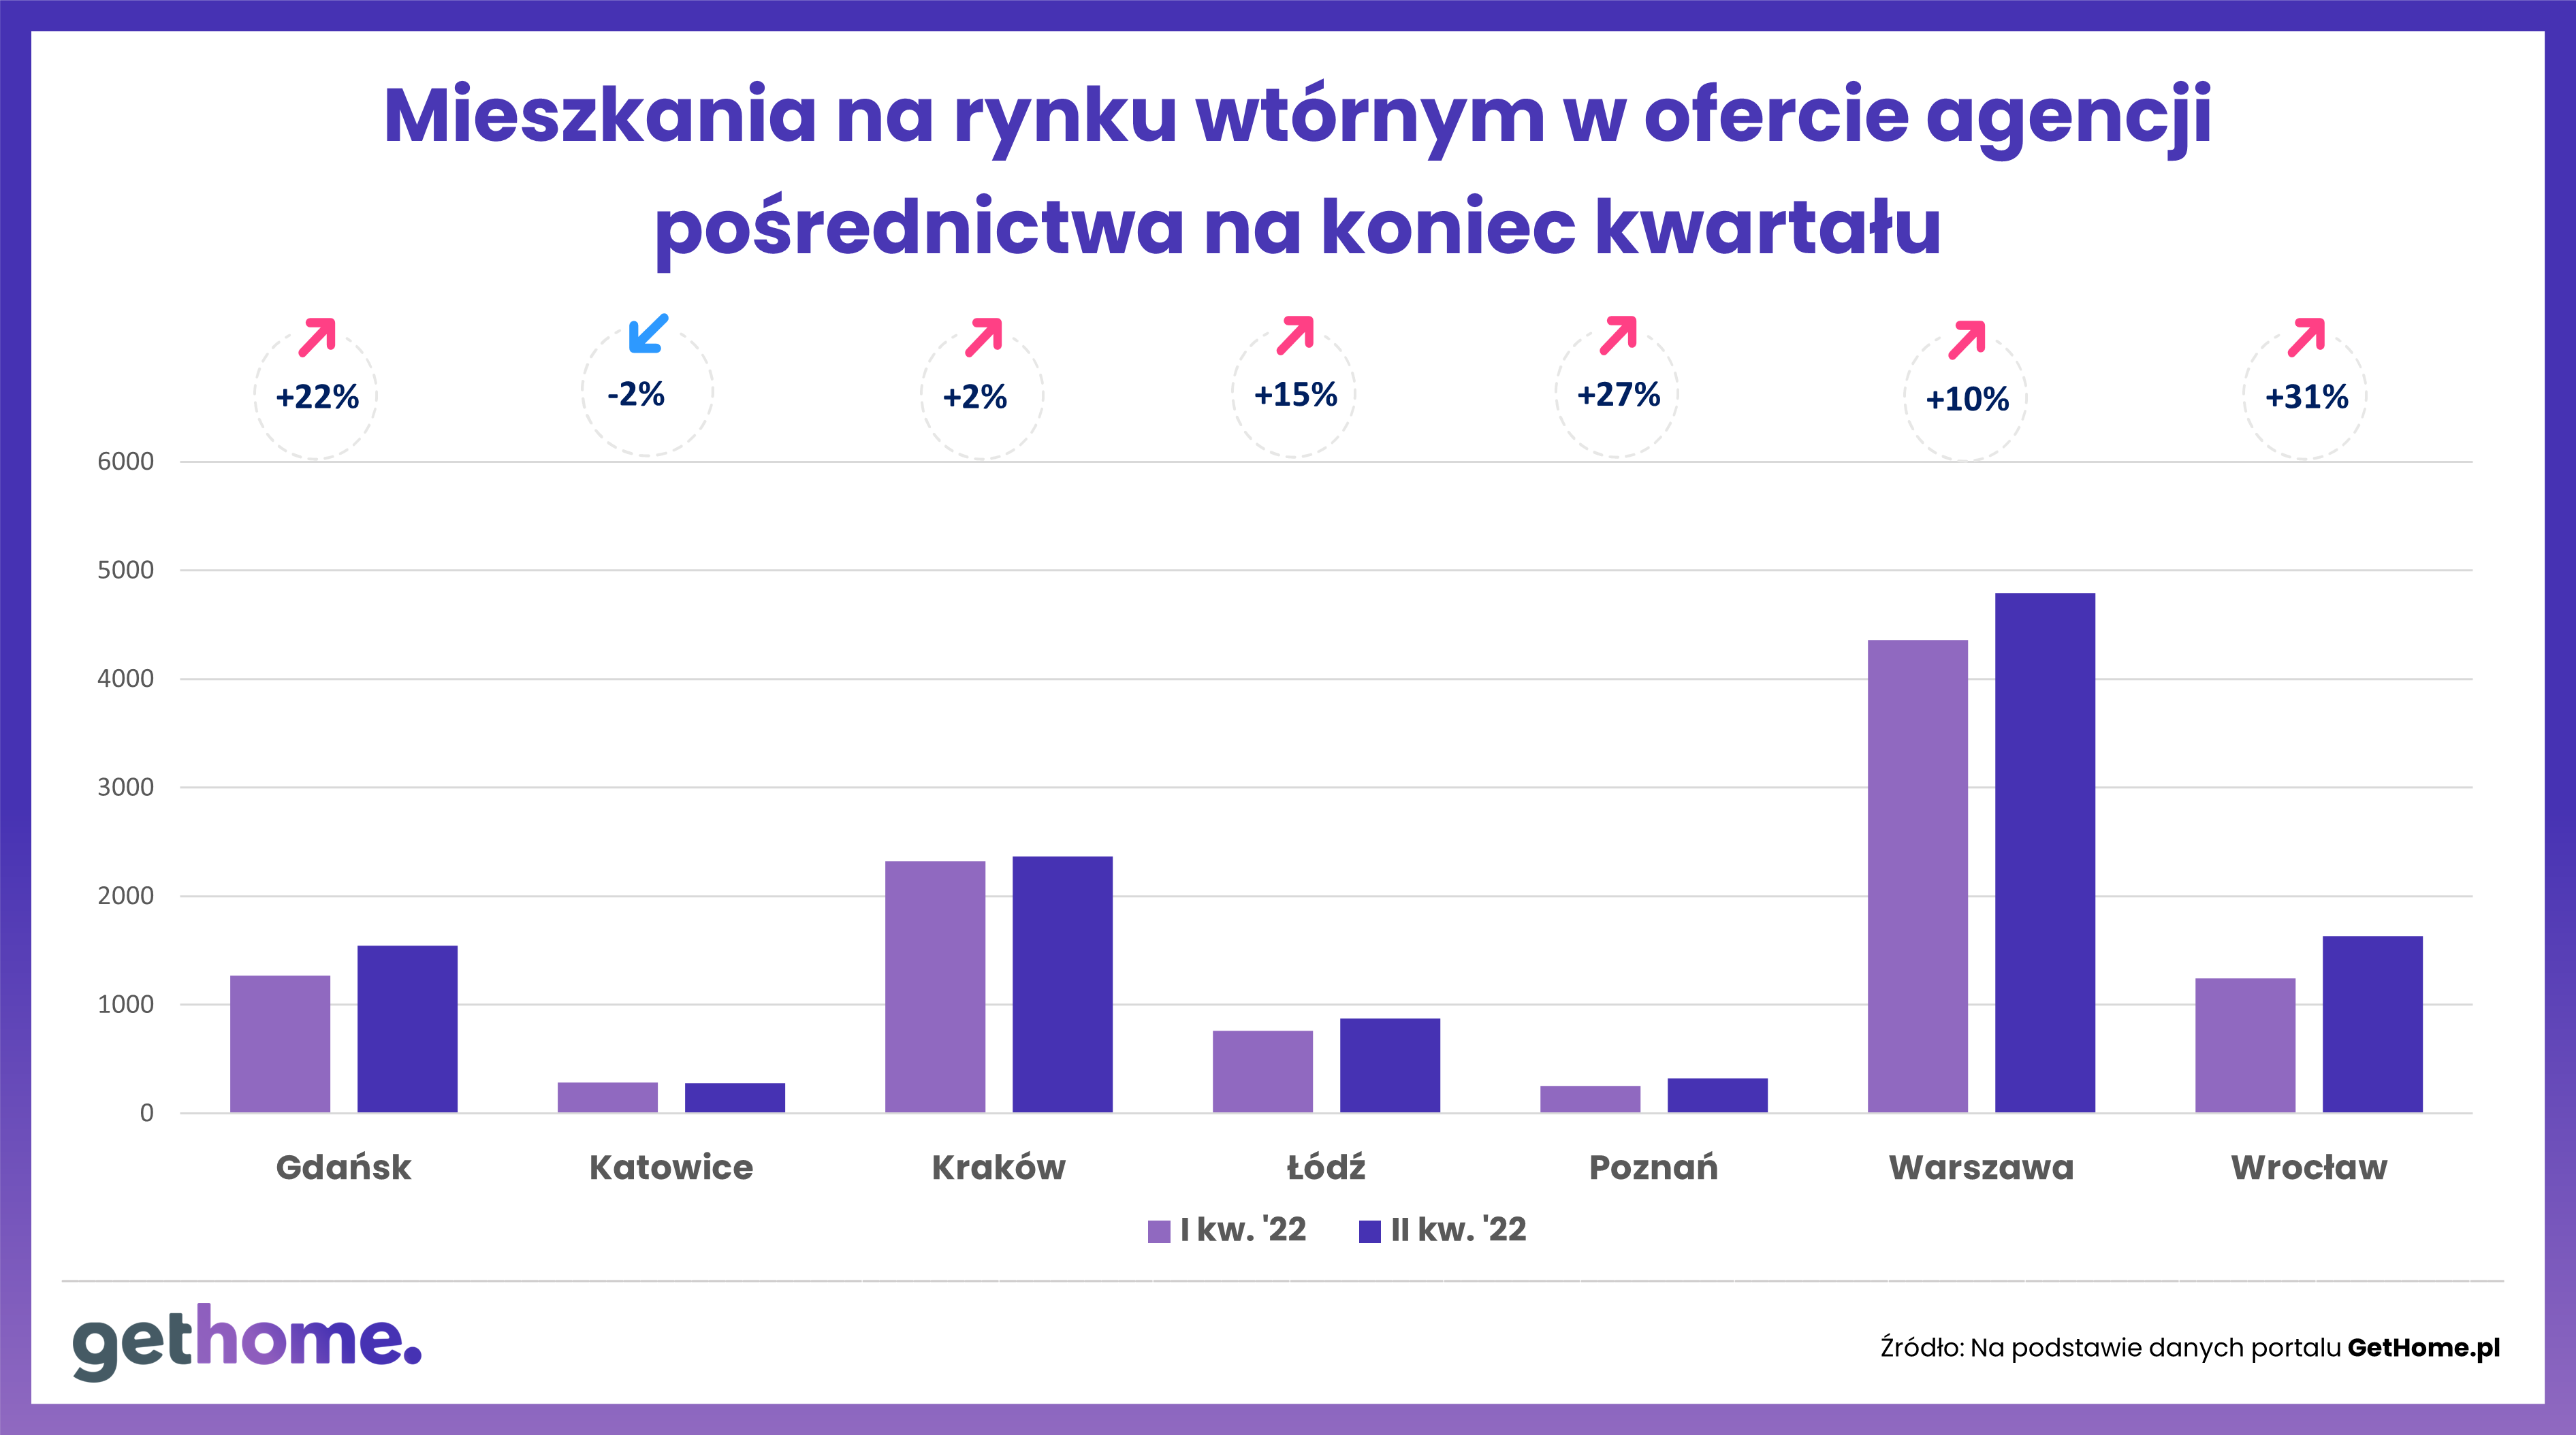 Mieszkania na rynku wtórnym w ofercie agencji
pośrednictwa na koniec kwartału
+22% -2% +2% +15% +27% +10% +31%
6000
5000
4000
3000
2000
1000
0
Gdańsk Katowice Kraków Łódź Poznań Warszawa Wrocław
I kw. '22 II kw. '22
gethome.
Źródło: Na podstawie danych portalu GetHome.pl